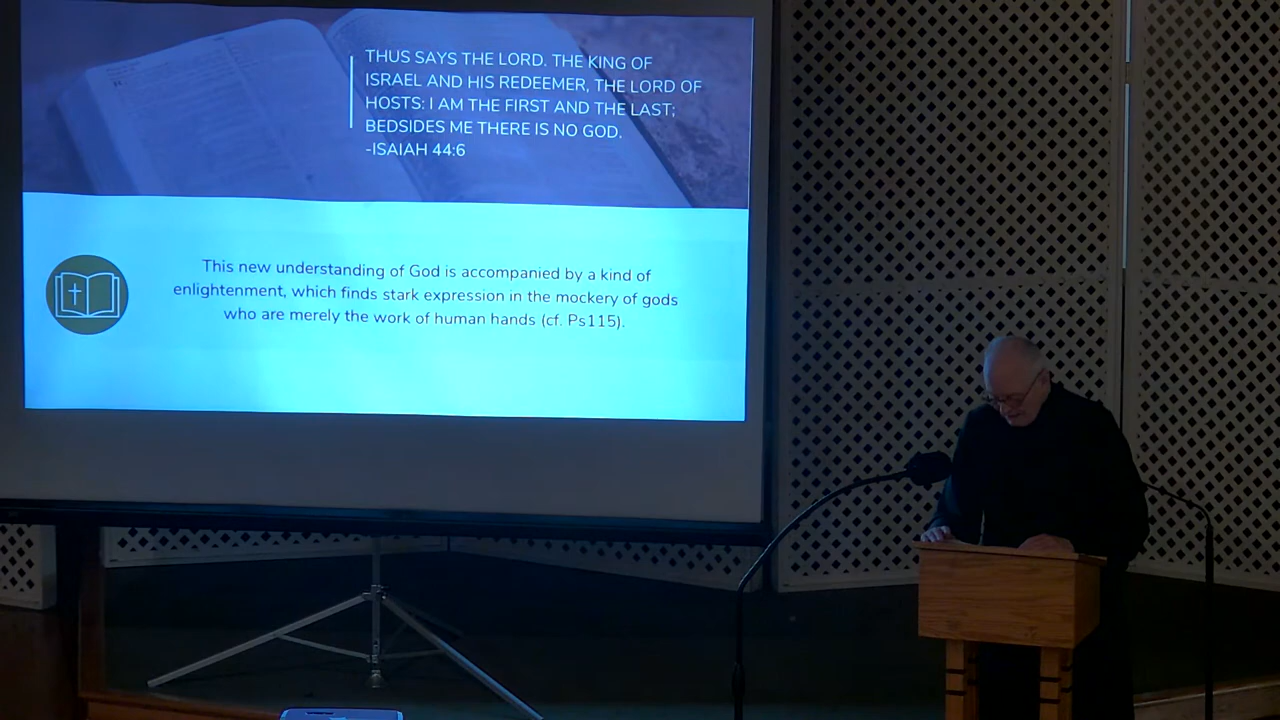 THUS SAYS THE LORD. THE KING OF
ISRAEL AND HIS REDEEMER, THE LORD OF
HOSTS: I AM THE FIRST AND THE LAST;
BEDSIDES ME THERE IS NO GOD.
-ISAIAH 44:6
This new understanding of God is accompanied by a kind of
enlightenment, which finds stark expression in the mockery of gods
who are merely the work of human hands (cf. Ps115).